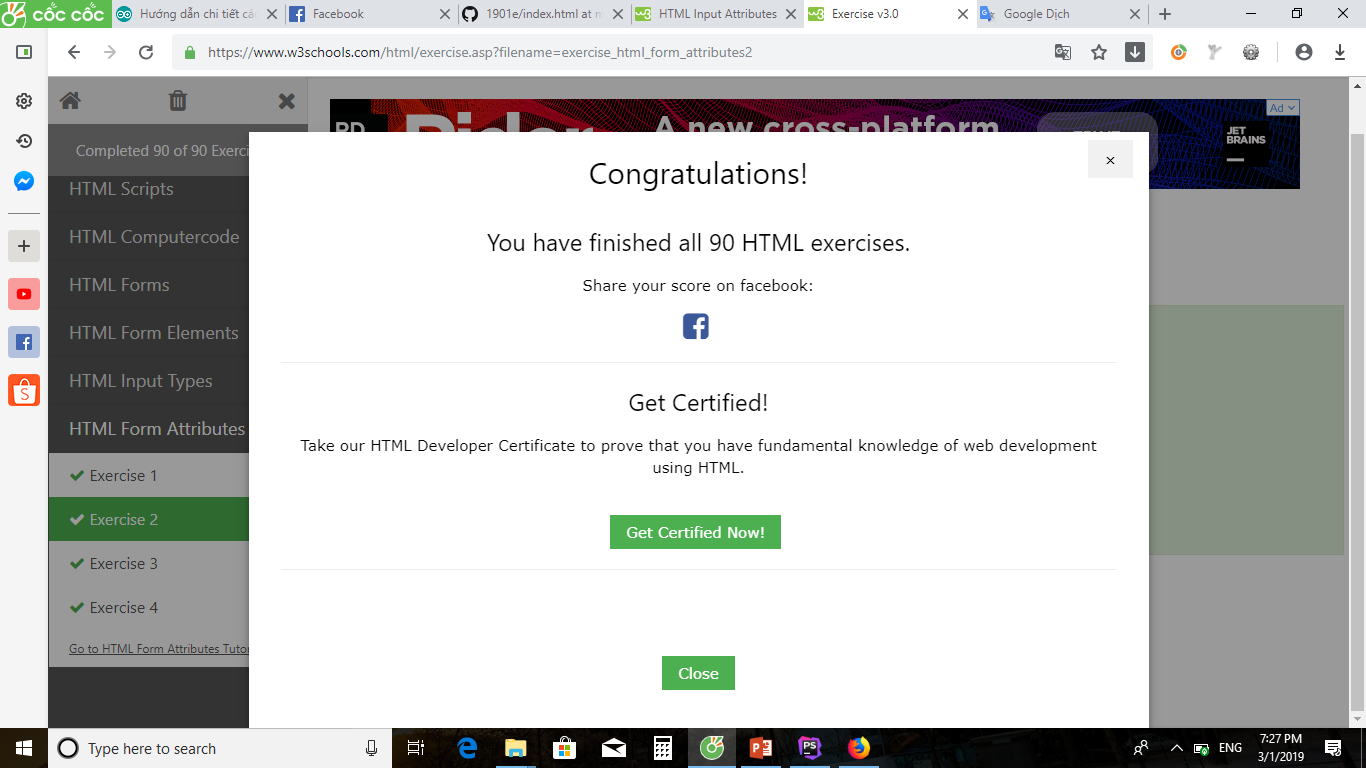 cốc cốc
Hướng dẫn chi tiết cá
Facebook
1901e/index.html at m
HTML Input Attributes
Exercise v3.0
Google Dịch
https://www.w3schools.com/html/exercise.asp?filename=exercise_html_form_attributes2
Ad
A new cross-platform
JET
BRAINS
Completed 90 of 90 Exerci
HTML Scripts
HTML Computercode
HTML Forms
HTML Form Elements
HTML Input Types
HTML Form Attributes
Exercise 1
Exercise 2
Exercise 3
Exercise 4
Go to HTML Form Attributes Tutor
×
Congratulations!
You have finished all 90 HTML exercises.
Share your score on facebook:
Get Certified!
Take our HTML Developer Certificate to prove that you have fundamental knowledge of web development
using HTML.
Get Certified Now!
Close
Type here to search
ENG
7:27 PM
3/1/2019